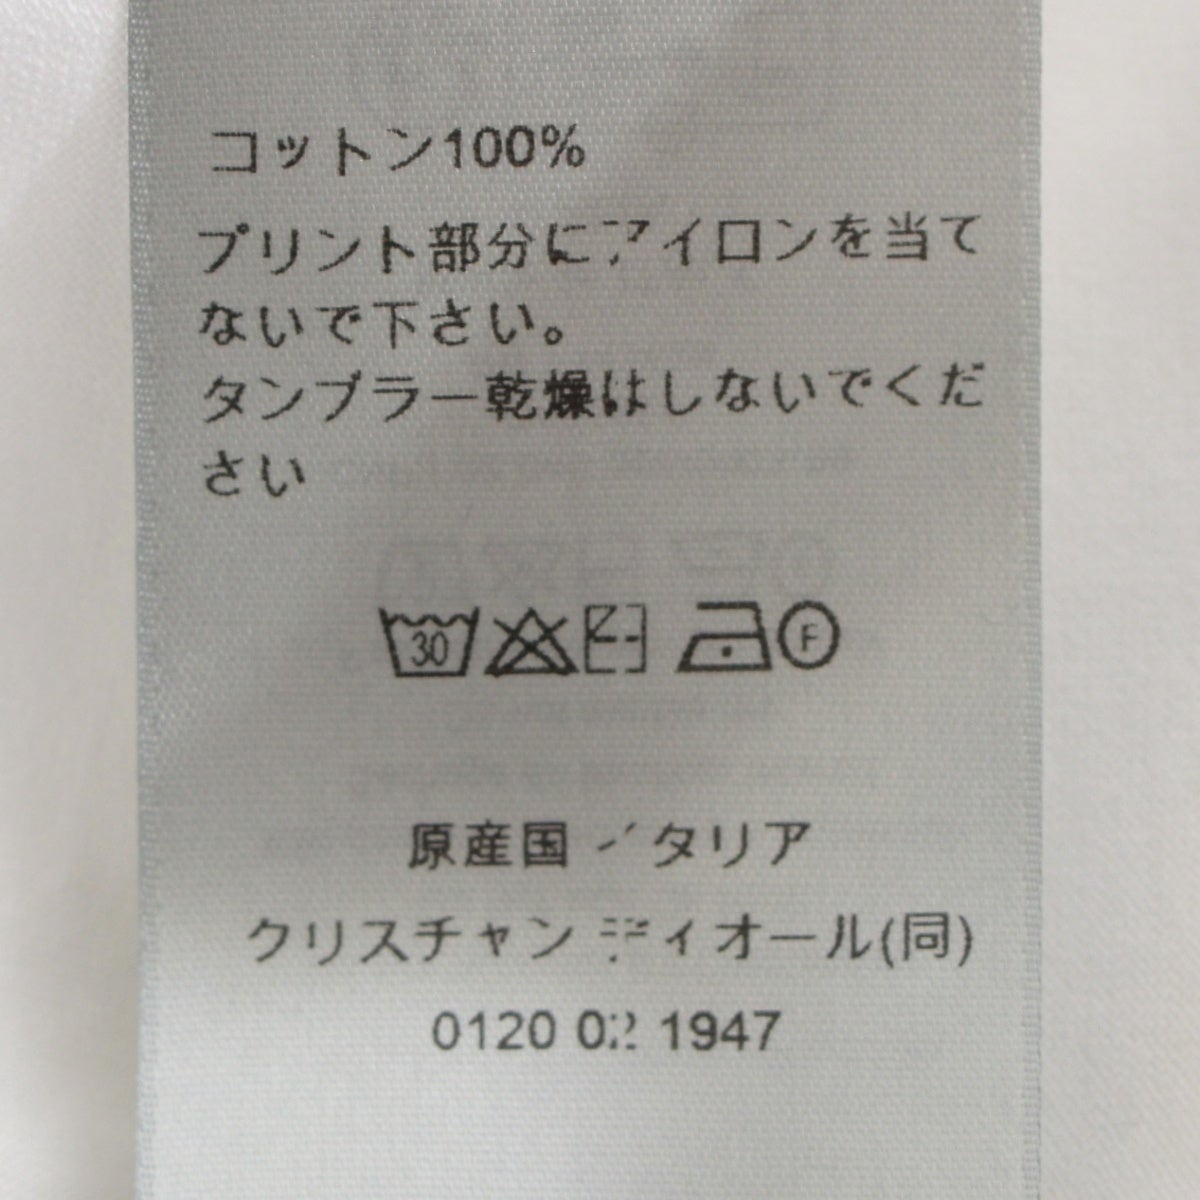 コットン100%
プリント部分にアイロンを当て
ないで下さい。
タンブラー乾燥はしないでくだ
さい
30 F
原産国 イタリア
クリスチャン ディオール(同)
0120 02 1947